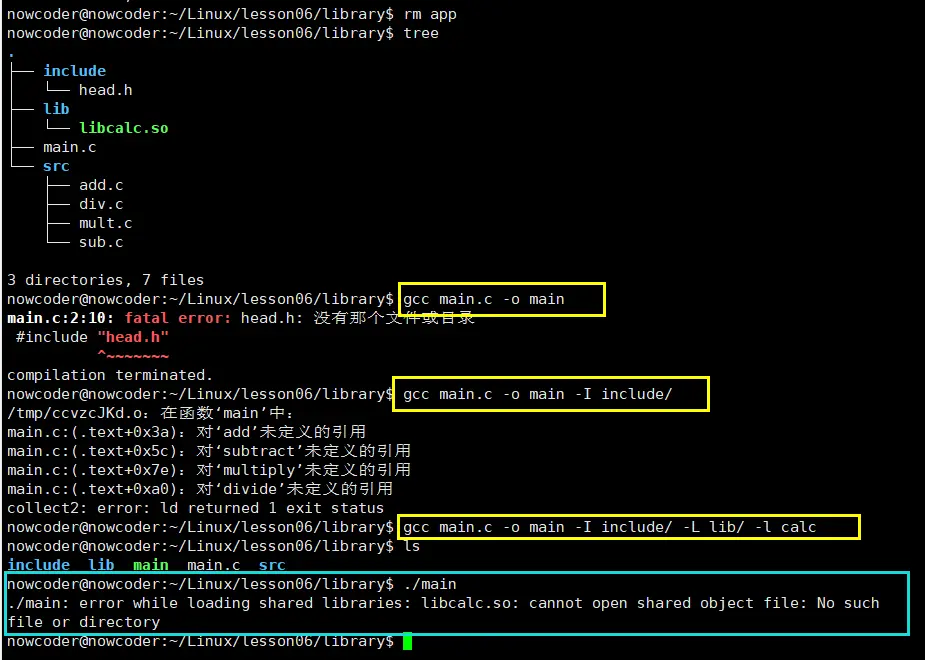 nowcoder@nowcoder:~/Linux/lesson06/library$ rm app
nowcoder@nowcoder:~/Linux/lesson06/library$ tree
.
├── include
│   └── head.h
├── lib
│   └── libcalc.so
├── main.c
└── src
    ├── add.c
    ├── div.c
    ├── mult.c
    └── sub.c
3 directories, 7 files
nowcoder@nowcoder:~/Linux/lesson06/library$ gcc main.c -o main
main.c:2:10: fatal error: head.h: 没有那个文件或目录
 #include "head.h"
          ^~~~~~~~
compilation terminated.
nowcoder@nowcoder:~/Linux/lesson06/library$ gcc main.c -o main -I include/
/tmp/ccvzcJKd.o：在函数‘main’中：
main.c:(.text+0x3a)：对‘add’未定义的引用
main.c:(.text+0x5c)：对‘subtract’未定义的引用
main.c:(.text+0x7e)：对‘multiply’未定义的引用
main.c:(.text+0xa0)：对‘divide’未定义的引用
collect2: error: ld returned 1 exit status
nowcoder@nowcoder:~/Linux/lesson06/library$ gcc main.c -o main -I include/ -L lib/ -l calc
nowcoder@nowcoder:~/Linux/lesson06/library$ ls
include  lib  main  main.c  src
nowcoder@nowcoder:~/Linux/lesson06/library$ ./main
./main: error while loading shared libraries: libcalc.so: cannot open shared object file: No such
file or directory
nowcoder@nowcoder:~/Linux/lesson06/library$